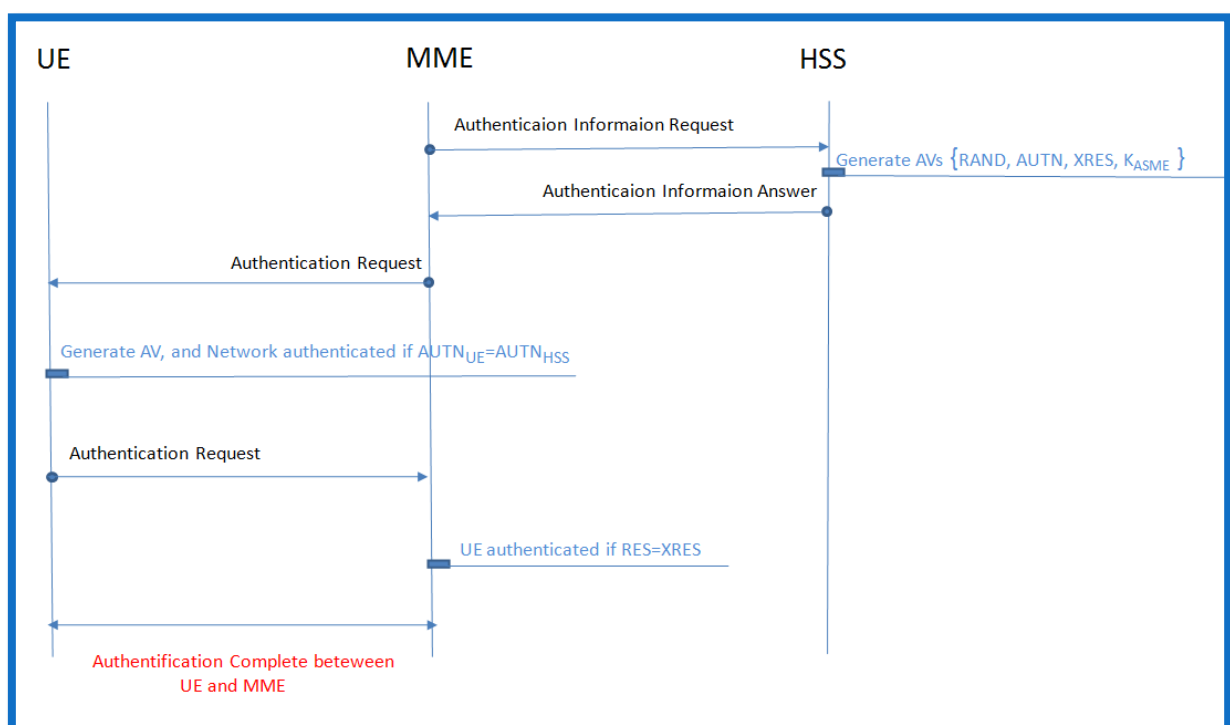 UE
MME
HSS
Authenticaion Informaion Request
Generate AVs {RAND, AUTN, XRES, KASME }
Authenticaion Informaion Answer
Authentication Request
Generate AV, and Network authenticated if AUTNUE=AUTNHSS
Authentication Request
UE authenticated if RES=XRES
Authentification Complete beteween
UE and MME